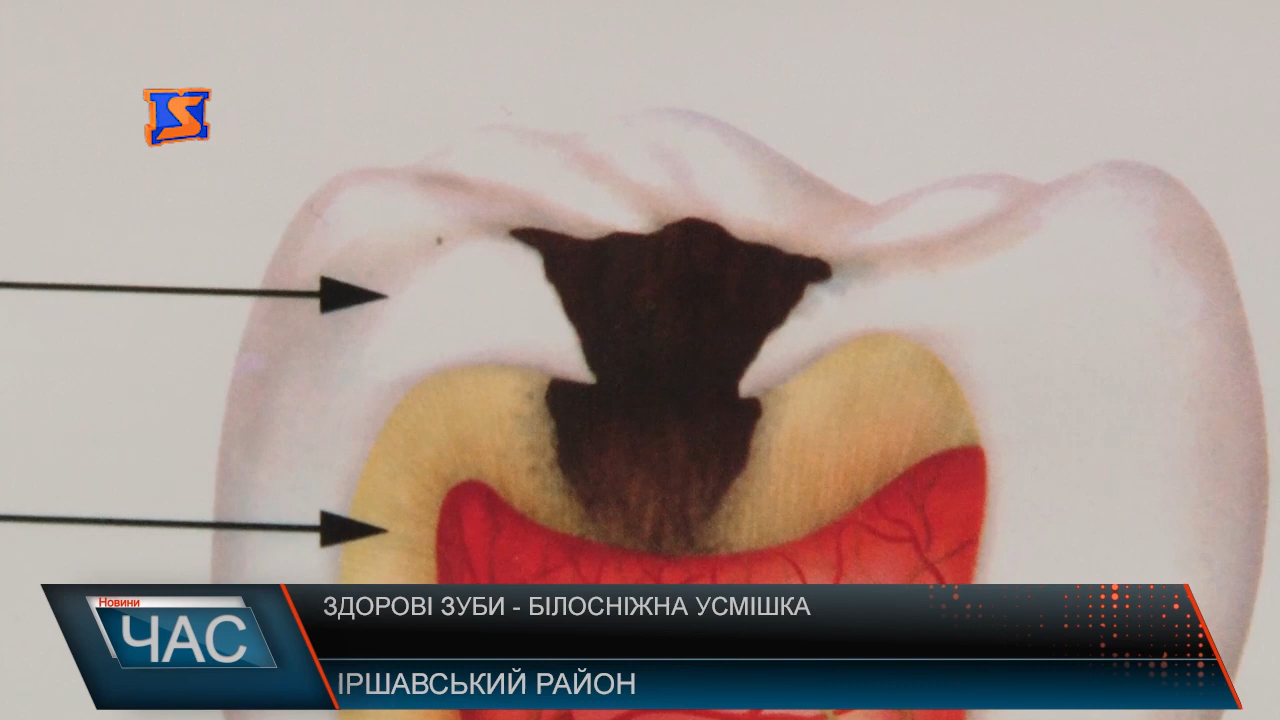 Новини
ЧАС
ЗДОРОВІ ЗУБИ - БІЛОСНІЖНА УСМІШКА
ІРШАВСЬКИЙ РАЙОН